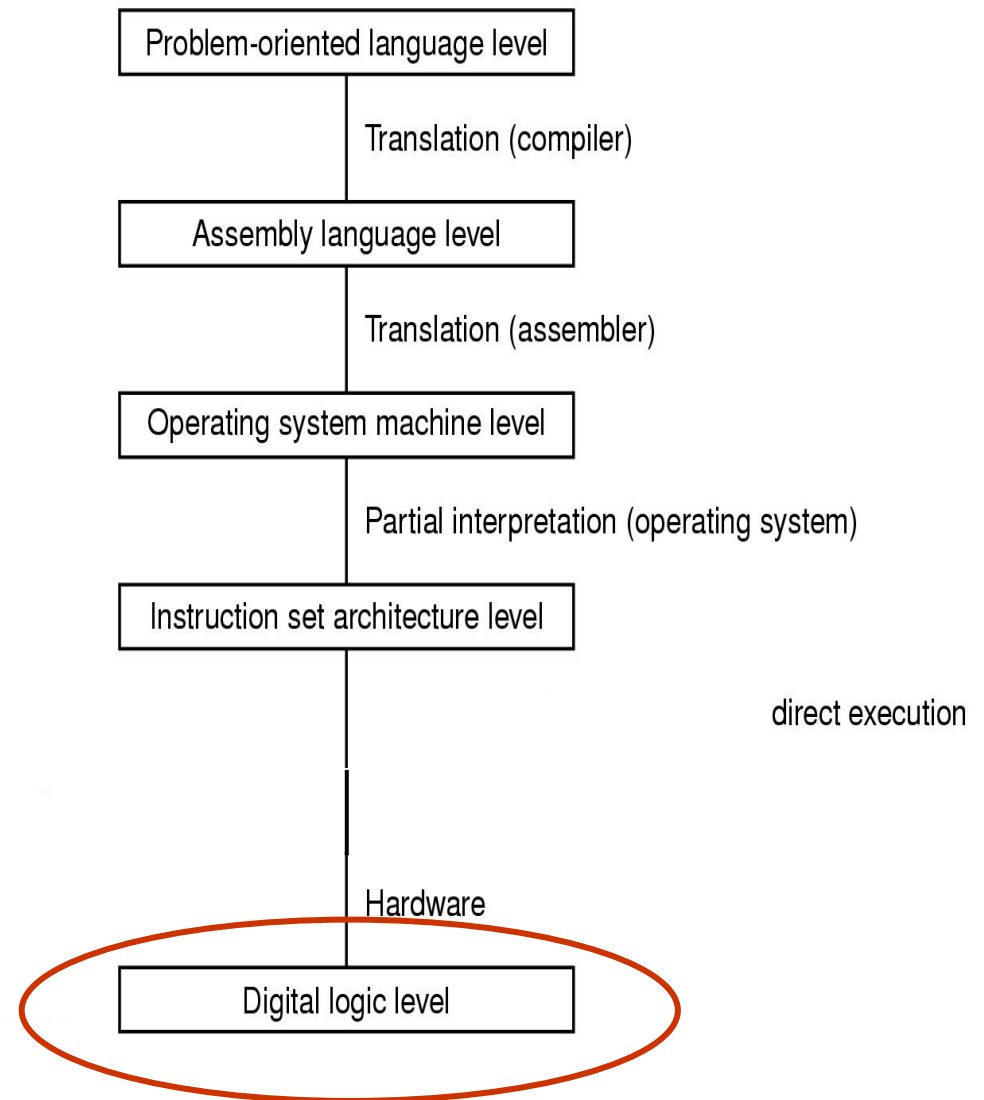 Problem-oriented language level
Translation (compiler)
Assembly language level
Translation (assembler)
Operating system machine level
Partial interpretation (operating system)
Instruction set architecture level
direct execution
Hardware
Digital logic level